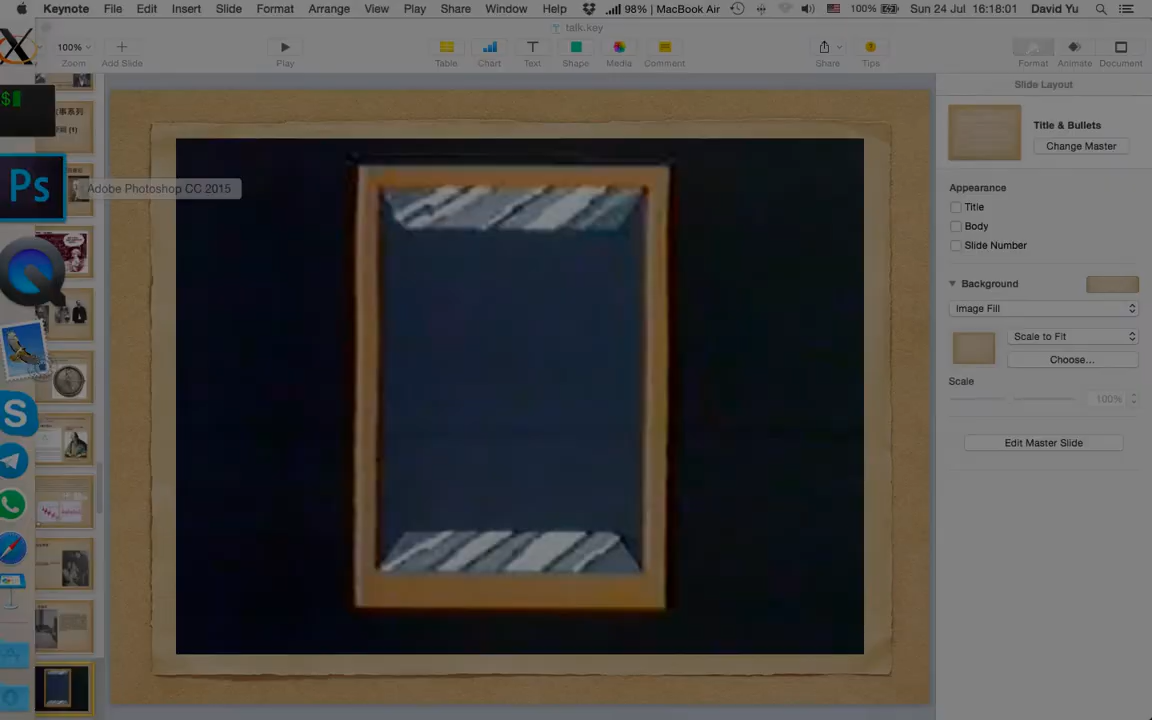 Keynote File Edit Insert Slide Format Arrange View Play Share Window Help 98% | MacBook Air 100% Sun 24 Jul 16:18:01 David Yu
talk.key
100%
Zoom Add Slide Play Table Chart Text Shape Media Comment Share Tips Format Animate Document
Slide Layout
$
Title & Bullets
Change Master
Ps
Adobe Photoshop CC 2015
Appearance
Title
Body
Slide Number
Background
Image Fill
Scale to Fit
Choose...
Scale
100%
Edit Master Slide